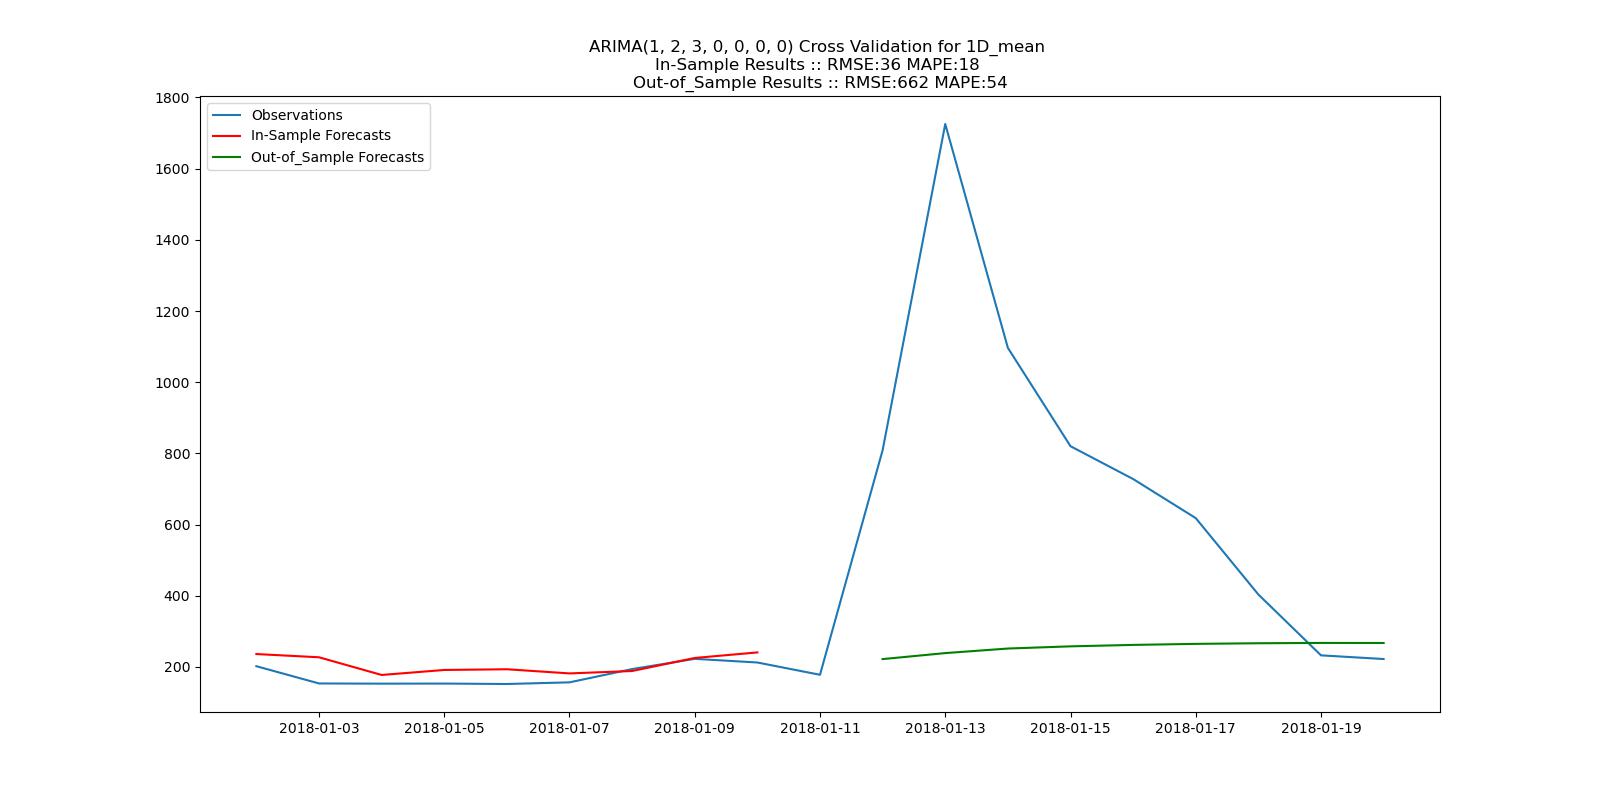 ARIMA(1, 2, 3, 0, 0, 0, 0) Cross Validation for 1D_mean
In-Sample Results :: RMSE:36 MAPE:18
Out-of_Sample Results :: RMSE:662 MAPE:54
Observations
In-Sample Forecasts
Out-of_Sample Forecasts
1800
1600
1400
1200
1000
800
600
400
200
2018-01-03 2018-01-05 2018-01-07 2018-01-09 2018-01-11 2018-01-13 2018-01-15 2018-01-17 2018-01-19